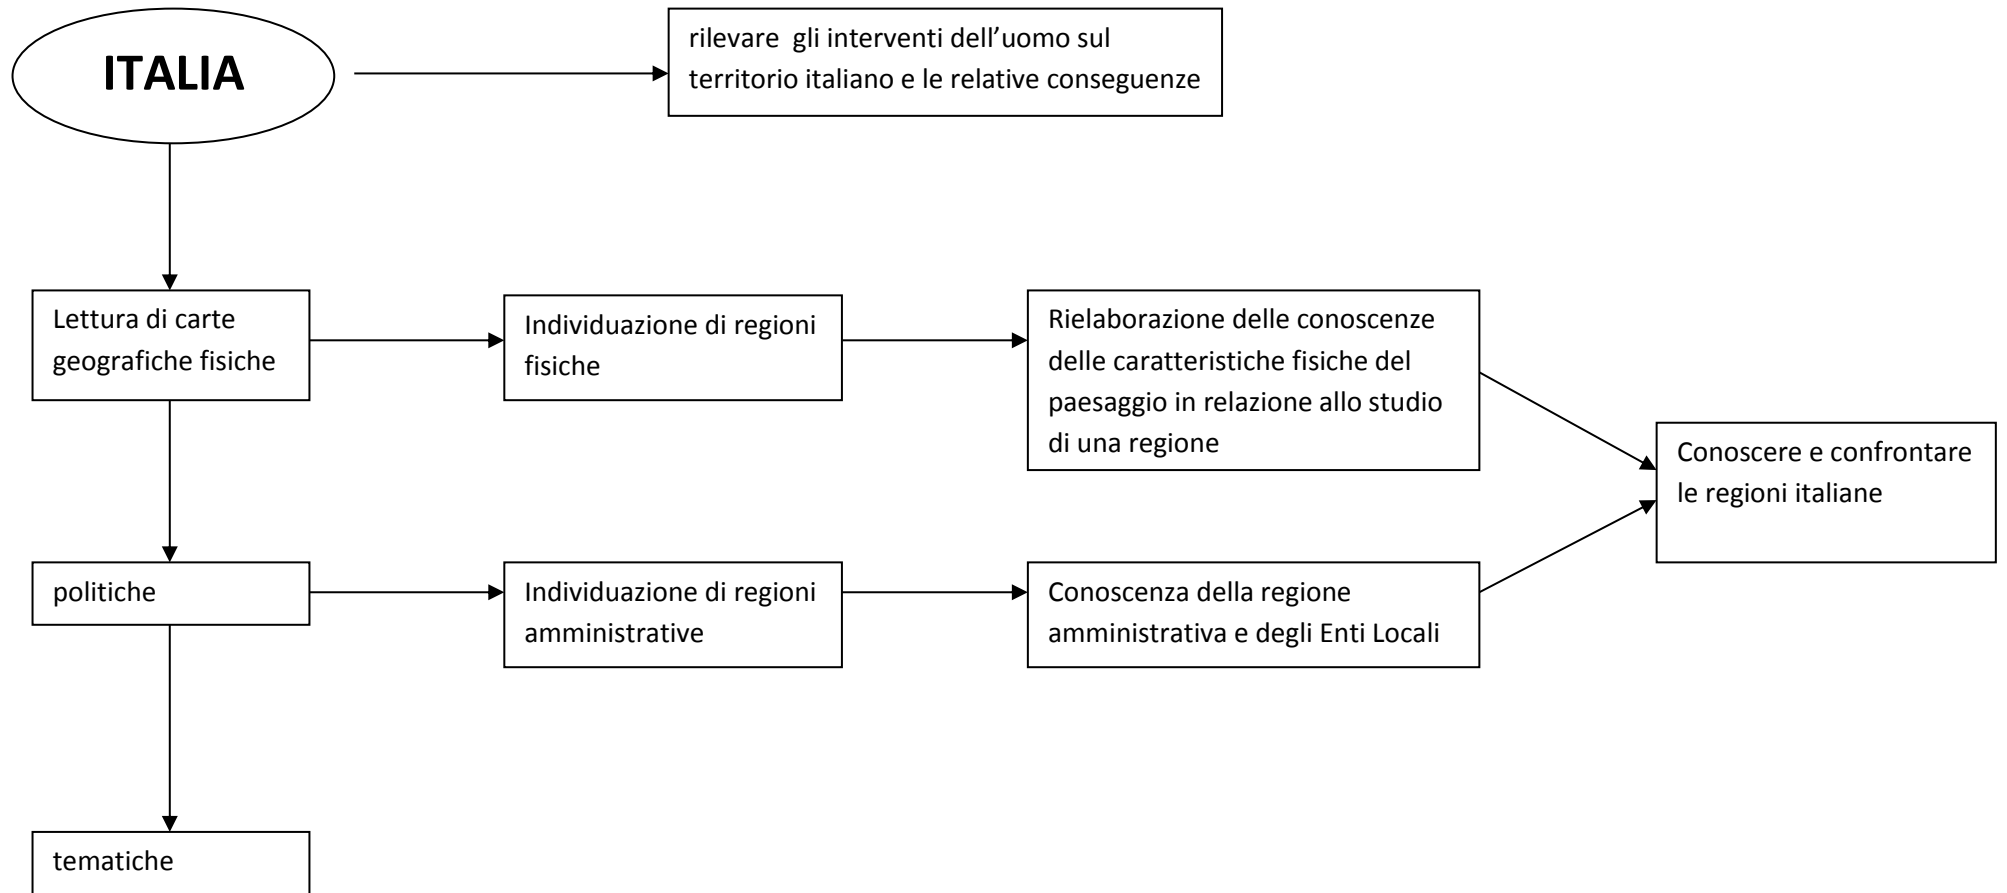 ITALIA
rilevare  gli interventi dell’uomo sul
territorio italiano e le relative conseguenze
Lettura di carte
geografiche fisiche
Individuazione di regioni
fisiche
Rielaborazione delle conoscenze
delle caratteristiche fisiche del
paesaggio in relazione allo studio
di una regione
Conoscere e confrontare
le regioni italiane
politiche
Individuazione di regioni
amministrative
Conoscenza della regione
amministrativa e degli Enti Locali
tematiche